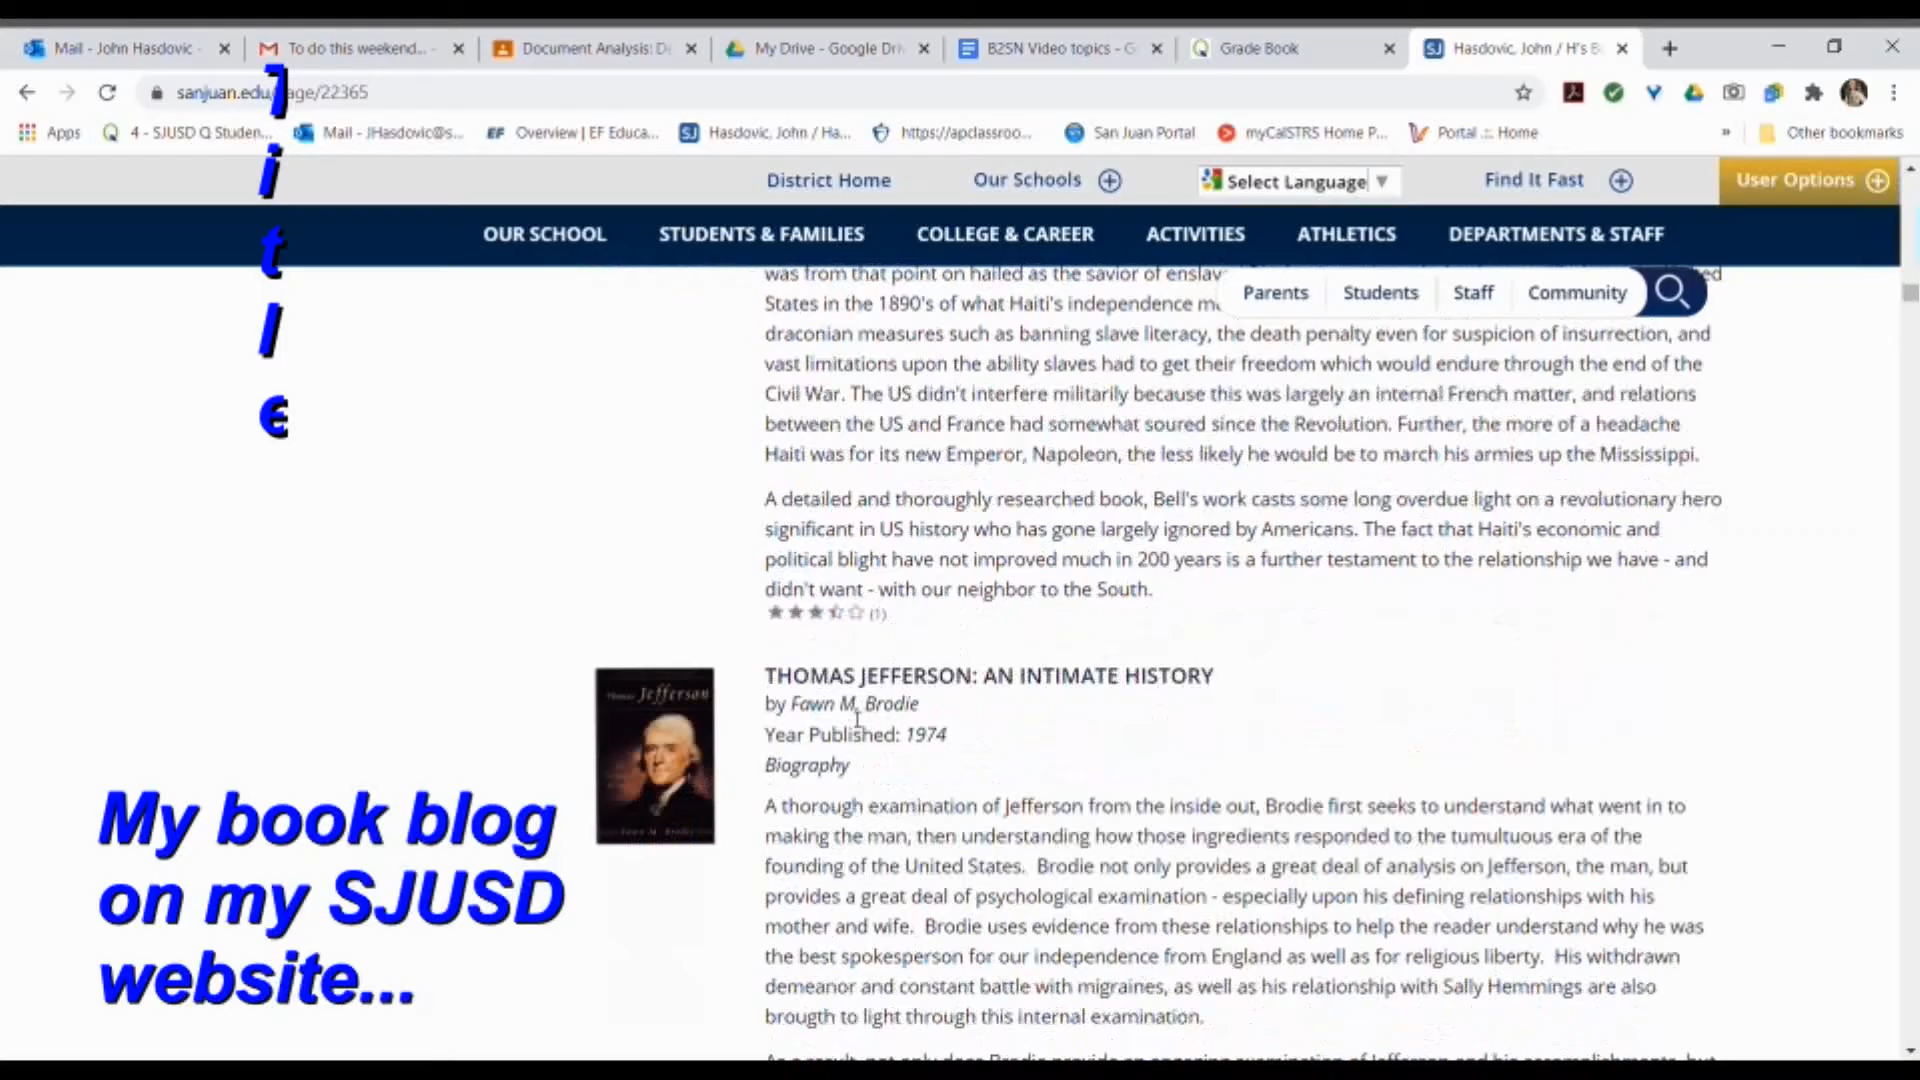 Mail - John Hasdovic -
To do this weekend... -
Document Analysis: D
My Drive - Google Dri
B2SN Video topics - G
Grade Book
Hasdovic, John / H's B
sanjuan.edu/ age/22365
Apps
4 - SJUSD Q Studen...
Mail - JHasdovic@s...
EF Overview | EF Educa...
SJ Hasdovic, John / Ha...
https://apclassroo...
San Juan Portal
myCalSTRS Home P...
Portal .:. Home
»
Other bookmarks
District Home
Our Schools
Select Language
Find It Fast
User Options
OUR SCHOOL
STUDENTS & FAMILIES
COLLEGE & CAREER
ACTIVITIES
ATHLETICS
DEPARTMENTS & STAFF
Parents
Students
Staff
Community
Title
was from that point on hailed as the savior of enslav
States in the 1890's of what Haiti's independence m
draconian measures such as banning slave literacy, the death penalty even for suspicion of insurrection, and
vast limitations upon the ability slaves had to get their freedom which would endure through the end of the
Civil War. The US didn't interfere militarily because this was largely an internal French matter, and relations
between the US and France had somewhat soured since the Revolution. Further, the more of a headache
Haiti was for its new Emperor, Napoleon, the less likely he would be to march his armies up the Mississippi.
A detailed and thoroughly researched book, Bell's work casts some long overdue light on a revolutionary hero
significant in US history who has gone largely ignored by Americans. The fact that Haiti's economic and
political blight have not improved much in 200 years is a further testament to the relationship we have - and
didn't want - with our neighbor to the South.
(1)
Thomas Jefferson
Fawn M. Brodie
THOMAS JEFFERSON: AN INTIMATE HISTORY
by Fawn M. Brodie
Year Published: 1974
Biography
A thorough examination of Jefferson from the inside out, Brodie first seeks to understand what went in to
making the man, then understanding how those ingredients responded to the tumultuous era of the
founding of the United States. Brodie not only provides a great deal of analysis on Jefferson, the man, but
provides a great deal of psychological examination - especially upon his defining relationships with his
mother and wife. Brodie uses evidence from these relationships to help the reader understand why he was
the best spokesperson for our independence from England as well as for religious liberty. His withdrawn
demeanor and constant battle with migraines, as well as his relationship with Sally Hemmings are also
brougth to light through this internal examination.
My book blog
on my SJUSD
website...